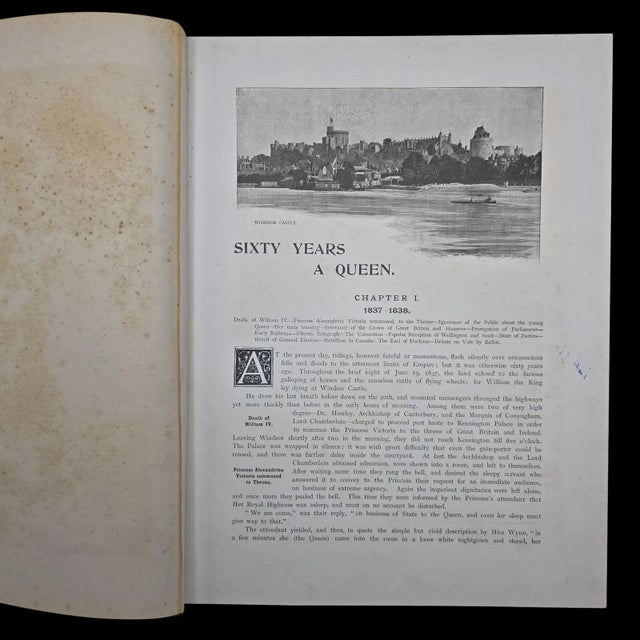 WINDSOR CASTLE.
SIXTY YEARS
A QUEEN.
CHAPTER I.
1837–1838.
Death of William IV.—Princess Alexandrina Victoria summoned to the Throne—Ignorance of the Public about the young
Queen—Her early training—Severance of the Crown of Great Britain and Hanover—Prorogation of Parliament—
Early Railways—Electric Telegraph—The Coronation—Popular Reception of Wellington and Soult—State of Parties—
Result of General Election—Rebellion in Canada—The Earl of Durham—Debate on Vote by Ballot.
AT the present day, tidings, however fateful or momentous, flash silently over unconscious
fells and floods to the uttermost limits of Empire; but it was otherwise sixty years
ago. Throughout the brief night of June 19, 1837, the land echoed to the furious
galloping of horses and the ceaseless rattle of flying wheels; for William the King
lay dying at Windsor Castle.
He drew his last breath before dawn on the 20th, and mounted messengers thronged the highways
yet more thickly than before in the early hours of morning. Among them were two of very high
degree—Dr. Howley, Archbishop of Canterbury, and the Marquis of Conyngham,
Death of
William IV.
Lord Chamberlain—charged to proceed post haste to Kensington Palace in order
to summon the Princess Victoria to the throne of Great Britain and Ireland.
Leaving Windsor shortly after two in the morning, they did not reach Kensington till five o'clock.
The Palace was wrapped in silence; it was with great difficulty that even the gate-porter could be
roused, and there was further delay inside the courtyard. At last the Archbishop and the Lord
Chamberlain obtained admission, were shown into a room, and left to themselves.
Princess Alexandrina
Victoria summoned
to Throne.
After waiting some time they rang the bell, and desired the sleepy servant who
answered it to convey to the Princess their request for an immediate audience,
on business of extreme urgency. Again the impatient dignitaries were left alone,
and once more they pealed the bell. This time they were informed by the Princess's attendant that
Her Royal Highness was asleep, and must on no account be disturbed.
"We are come," was their reply, "on business of State to the Queen, and even her sleep must
give way to that."
The attendant yielded, and then, to quote the simple but vivid description by Miss Wynn, "in
a few minutes she (the Queen) came into the room in a loose white nightgown and shawl, her